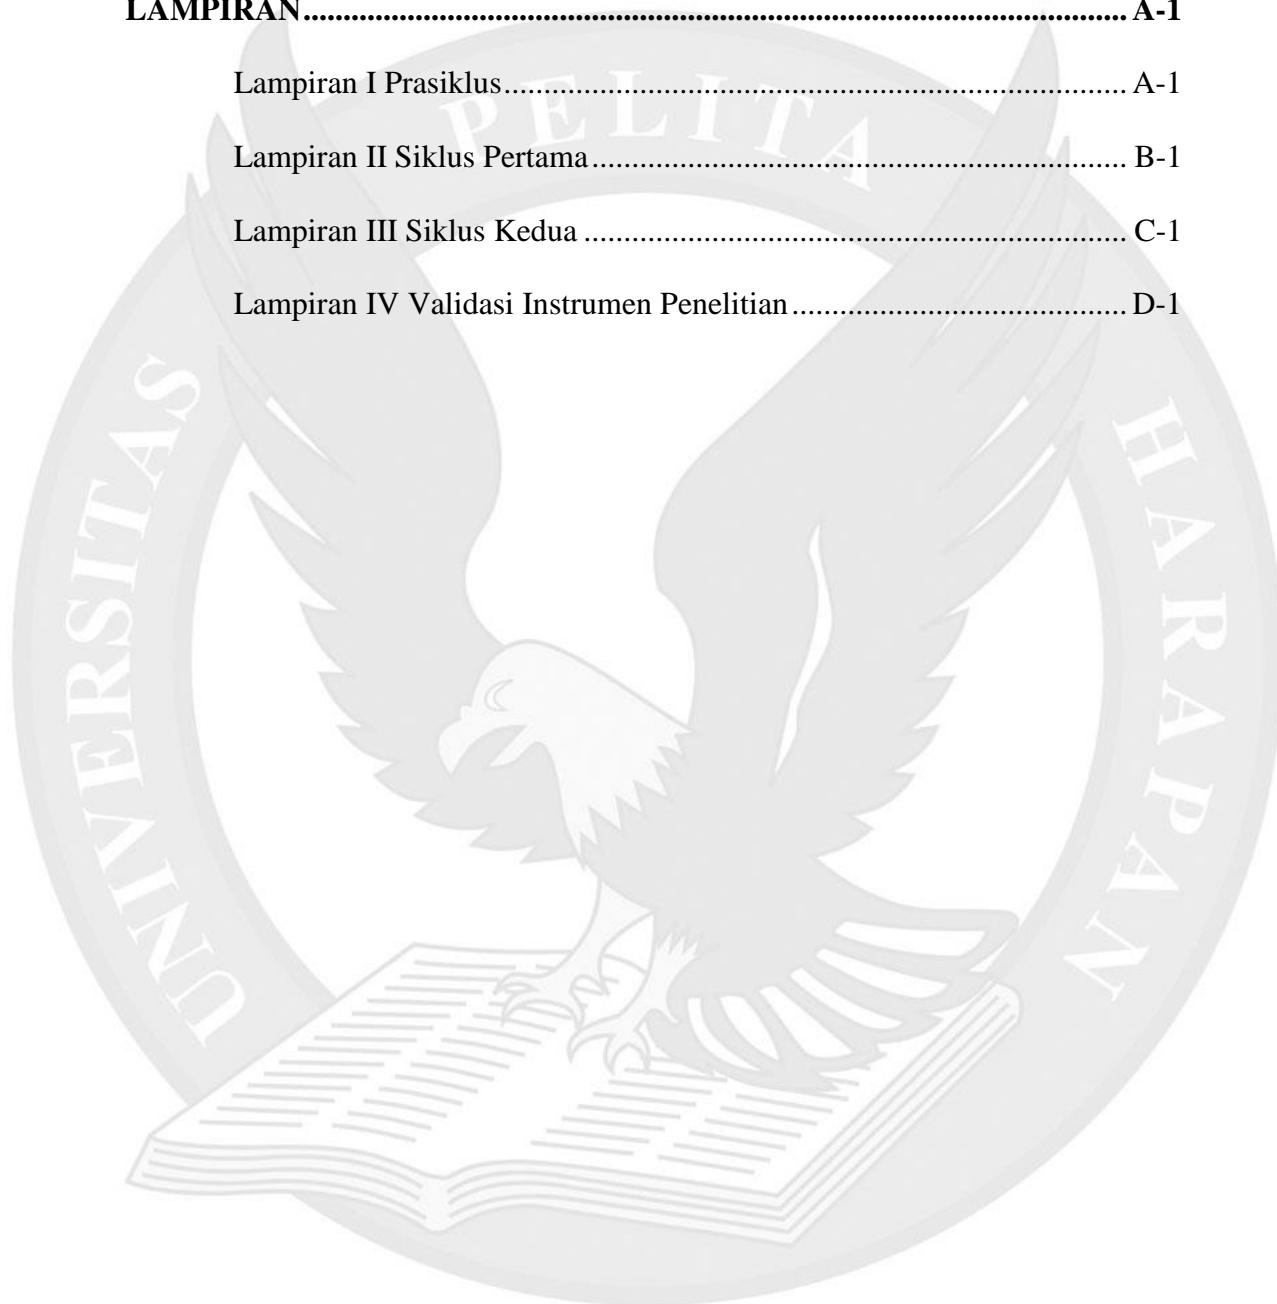 LAMPIRAN........................................................................................................ A-1
Lampiran I Prasiklus.............................................................................. A-1
Lampiran II Siklus Pertama................................................................... B-1
Lampiran III Siklus Kedua .................................................................... C-1
Lampiran IV Validasi Instrumen Penelitian.......................................... D-1
UNIVERSITAS PELITA HARAPAN